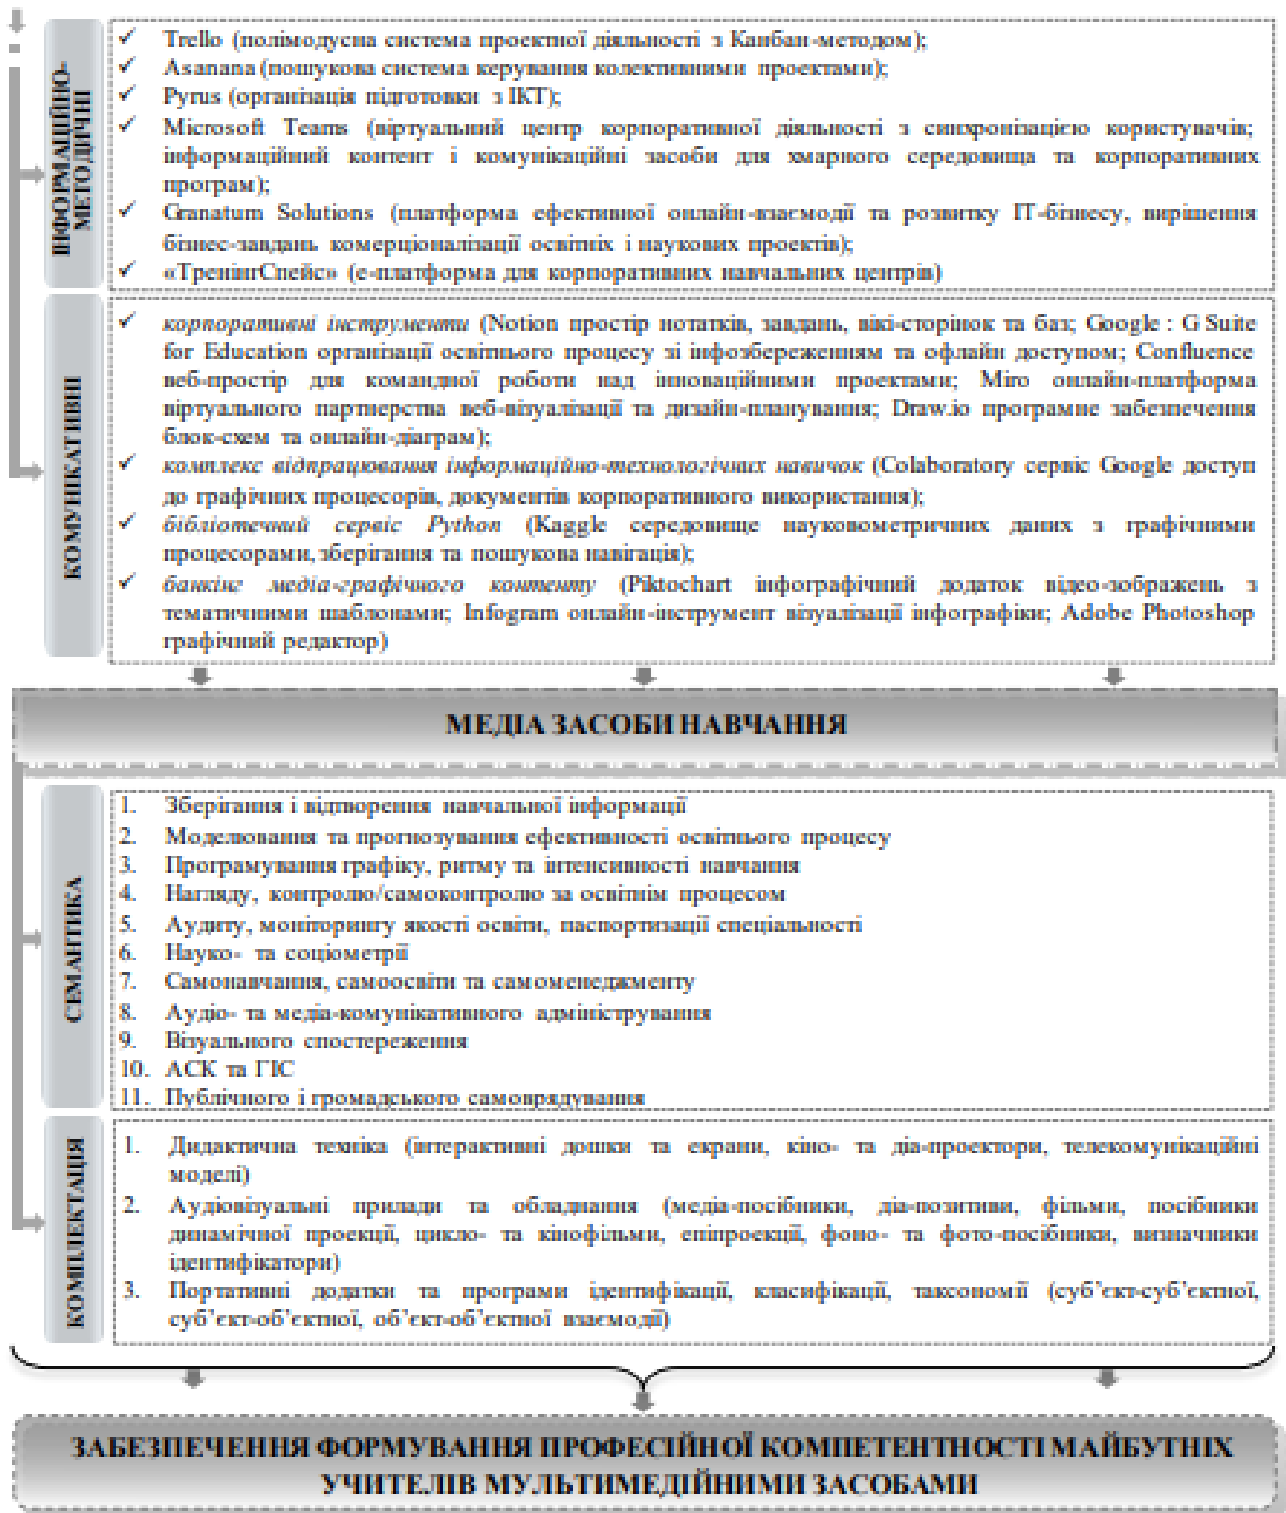 ІНФОРМАЦІЙНО-
МЕТОДИЧНІ
✓ Trello (полімодусна система проектної діяльності з Канбан-методом);
✓ Asanana (пошукова система керування колективними проектами);
✓ Pyrus (організація підготовки з ІКТ);
✓ Microsoft Teams (віртуальний центр корпоративної діяльності з синхронізацією користувачів;
інформаційний контент і комунікаційні засоби для хмарного середовища та корпоративних
програм);
✓ Granatum Solutions (платформа ефективної онлайн-взаємодії та розвитку ІТ-бізнесу, вирішення
бізнес-завдань комерціоналізації освітніх і наукових проектів);
✓ «ТренінгСпейс» (е-платформа для корпоративних навчальних центрів)
КОМУНІКАТИВНІ
✓ корпоративні інструменти (Notion простір нотатків, завдань, вікі-сторінок та баз; Google : G Suite
for Education організації освітнього процесу зі інфозбереженням та офлайн доступом; Confluence
веб-простір для командної роботи над інноваційними проектами; Miro онлайн-платформа
віртуального партнерства веб-візуалізації та дизайн-планування; Draw.io програмне забезпечення
блок-схем та онлайн-діаграм);
✓ комплекс відпрацювання інформаційно-технологічних навичок (Colaboratory сервіс Google доступ
до графічних процесорів, документів корпоративного використання);
✓ бібліотечний сервіс Python (Kaggle середовище науковометричних даних з графічними
процесорами, зберігання та пошукова навігація);
✓ банкінг медіа-графічного контенту (Piktochart інфографічний додаток відео-зображень з
тематичними шаблонами; Infogram онлайн-інструмент візуалізації інфографіки; Adobe Photoshop
графічний редактор)
МЕДІА ЗАСОБИ НАВЧАННЯ
СЕМАНТИКА
1. Зберігання і відтворення навчальної інформації
2. Моделювання та прогнозування ефективності освітнього процесу
3. Програмування графіку, ритму та інтенсивності навчання
4. Нагляду, контролю/самоконтролю за освітнім процесом
5. Аудиту, моніторингу якості освіти, паспортизації спеціальності
6. Науко- та соціометрії
7. Самонавчання, самоосвіти та самоменеджменту
8. Аудіо- та медіа-комунікативного адміністрування
9. Візуального спостереження
10. АСК та ГІС
11. Публічного і громадського самоврядування
КОМПЛЕКТАЦІЯ
1. Дидактична техніка (інтерактивні дошки та екрани, кіно- та діа-проектори, телекомунікаційні
моделі)
2. Аудіовізуальні прилади та обладнання (медіа-посібники, діа-позитиви, фільми, посібники
динамічної проекції, цикло- та кінофільми, епіпроекції, фоно- та фото-посібники, визначники
ідентифікатори)
3. Портативні додатки та програми ідентифікації, класифікації, таксономії (суб’єкт-суб’єктної,
суб’єкт-об’єктної, об’єкт-об’єктної взаємодії)
ЗАБЕЗПЕЧЕННЯ ФОРМУВАННЯ ПРОФЕСІЙНОЇ КОМПЕТЕНТНОСТІ МАЙБУТНІХ
УЧИТЕЛІВ МУЛЬТИМЕДІЙНИМИ ЗАСОБАМИ